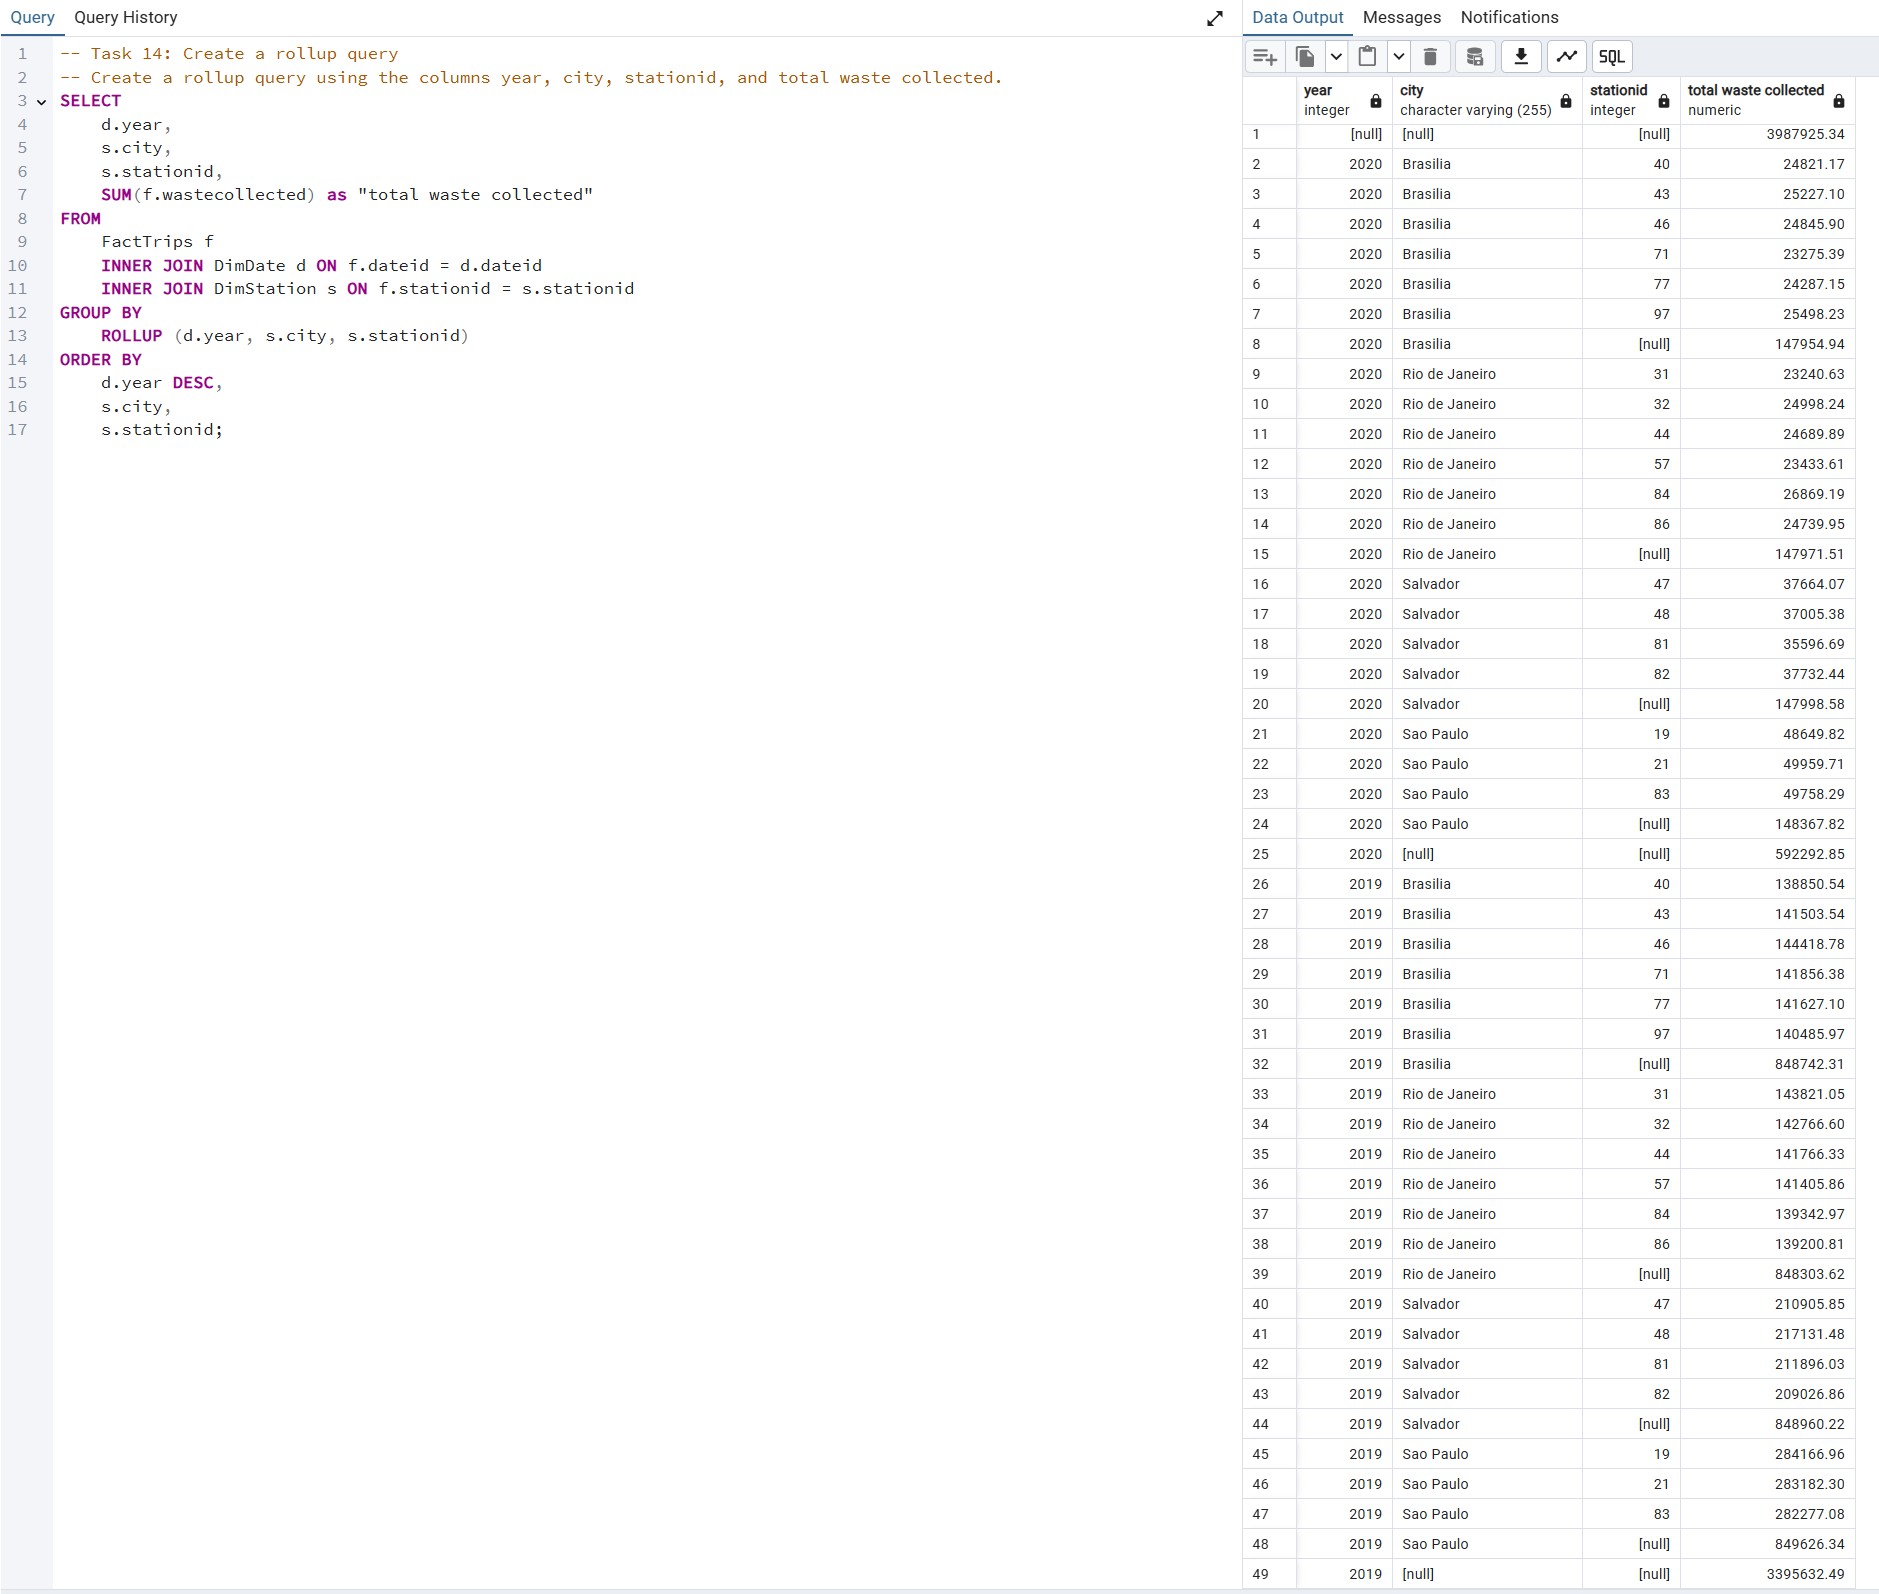 Query Query History
1 -- Task 14: Create a rollup query
2 -- Create a rollup query using the columns year, city, stationid, and total waste collected.
3 SELECT
4 d.year,
5 s.city,
6 s.stationid,
7 SUM(f.wastecollected) as "total waste collected"
8 FROM
9 FactTrips f
10 INNER JOIN DimDate d ON f.dateid = d.dateid
11 INNER JOIN DimStation s ON f.stationid = s.stationid
12 GROUP BY
13 ROLLUP (d.year, s.city, s.stationid)
14 ORDER BY
15 d.year DESC,
16 s.city,
17 s.stationid;
Data Output Messages Notifications
SQL
year city stationid total waste collected
integer character varying (255) integer numeric
1 [null] [null] [null] 3987925.34
2 2020 Brasilia 40 24821.17
3 2020 Brasilia 43 25227.10
4 2020 Brasilia 46 24845.90
5 2020 Brasilia 71 23275.39
6 2020 Brasilia 77 24287.15
7 2020 Brasilia 97 25498.23
8 2020 Brasilia [null] 147954.94
9 2020 Rio de Janeiro 31 23240.63
10 2020 Rio de Janeiro 32 24998.24
11 2020 Rio de Janeiro 44 24689.89
12 2020 Rio de Janeiro 57 23433.61
13 2020 Rio de Janeiro 84 26869.19
14 2020 Rio de Janeiro 86 24739.95
15 2020 Rio de Janeiro [null] 147971.51
16 2020 Salvador 47 37664.07
17 2020 Salvador 48 37005.38
18 2020 Salvador 81 35596.69
19 2020 Salvador 82 37732.44
20 2020 Salvador [null] 147998.58
21 2020 Sao Paulo 19 48649.82
22 2020 Sao Paulo 21 49959.71
23 2020 Sao Paulo 83 49758.29
24 2020 Sao Paulo [null] 148367.82
25 2020 [null] [null] 592292.85
26 2019 Brasilia 40 138850.54
27 2019 Brasilia 43 141503.54
28 2019 Brasilia 46 144418.78
29 2019 Brasilia 71 141856.38
30 2019 Brasilia 77 141627.10
31 2019 Brasilia 97 140485.97
32 2019 Brasilia [null] 848742.31
33 2019 Rio de Janeiro 31 143821.05
34 2019 Rio de Janeiro 32 142766.60
35 2019 Rio de Janeiro 44 141766.33
36 2019 Rio de Janeiro 57 141405.86
37 2019 Rio de Janeiro 84 139342.97
38 2019 Rio de Janeiro 86 139200.81
39 2019 Rio de Janeiro [null] 848303.62
40 2019 Salvador 47 210905.85
41 2019 Salvador 48 217131.48
42 2019 Salvador 81 211896.03
43 2019 Salvador 82 209026.86
44 2019 Salvador [null] 848960.22
45 2019 Sao Paulo 19 284166.96
46 2019 Sao Paulo 21 283182.30
47 2019 Sao Paulo 83 282277.08
48 2019 Sao Paulo [null] 849626.34
49 2019 [null] [null] 3395632.49